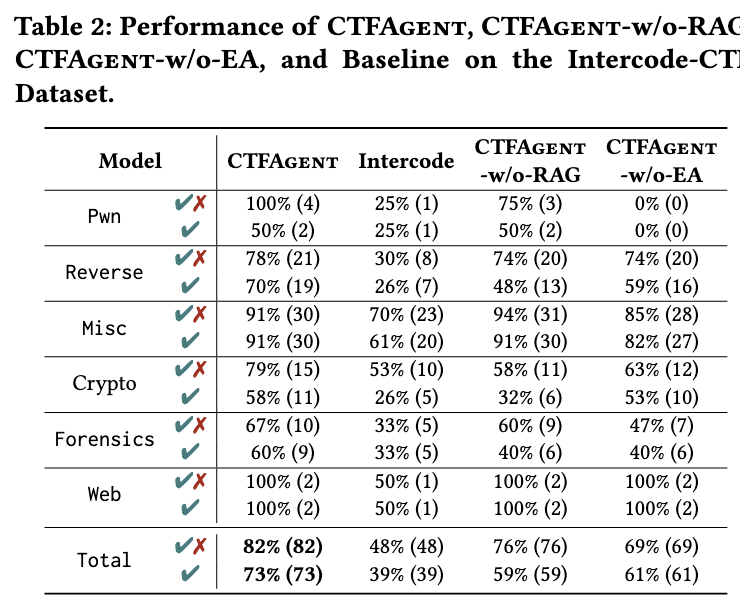 Table 2: Performance of CTFAGENT, CTFAGENT-w/o-RAG
CTFAGENT-w/o-EA, and Baseline on the Intercode-CTF
Dataset.
Model CTFAGENT Intercode CTFAGENT -w/o-RAG CTFAGENT -w/o-EA
Pwn ✔✗ 100% (4) 25% (1) 75% (3) 0% (0)
✔ 50% (2) 25% (1) 50% (2) 0% (0)
Reverse ✔✗ 78% (21) 30% (8) 74% (20) 74% (20)
✔ 70% (19) 26% (7) 48% (13) 59% (16)
Misc ✔✗ 91% (30) 70% (23) 94% (31) 85% (28)
✔ 91% (30) 61% (20) 91% (30) 82% (27)
Crypto ✔✗ 79% (15) 53% (10) 58% (11) 63% (12)
✔ 58% (11) 26% (5) 32% (6) 53% (10)
Forensics ✔✗ 67% (10) 33% (5) 60% (9) 47% (7)
✔ 60% (9) 33% (5) 40% (6) 40% (6)
Web ✔✗ 100% (2) 50% (1) 100% (2) 100% (2)
✔ 100% (2) 50% (1) 100% (2) 100% (2)
Total ✔✗ 82% (82) 48% (48) 76% (76) 69% (69)
✔ 73% (73) 39% (39) 59% (59) 61% (61)